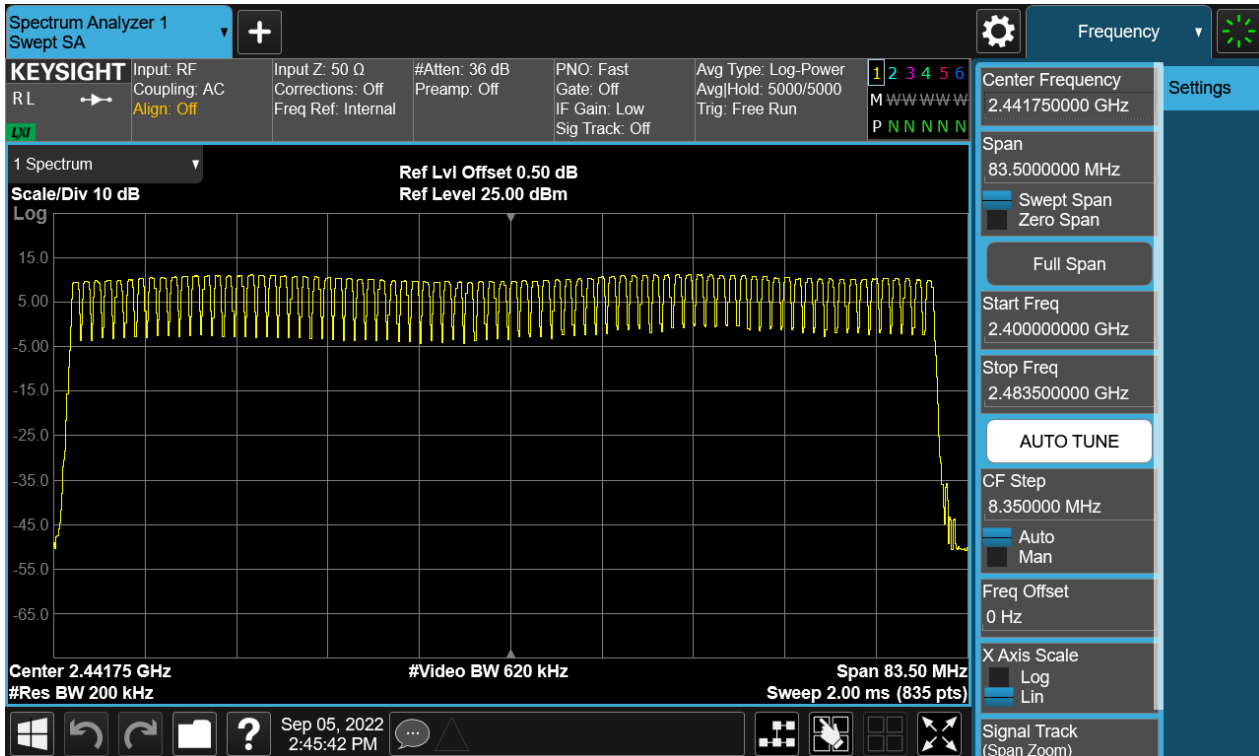 Spectrum Analyzer 1
Swept SA
+
Frequency
KEYSIGHT
R L
LXI
Input: RF
Coupling: AC
Align: Off
Input Z: 50 Ω
Corrections: Off
Freq Ref: Internal
#Atten: 36 dB
Preamp: Off
PNO: Fast
Gate: Off
IF Gain: Low
Sig Track: Off
Avg Type: Log-Power
Avg|Hold: 5000/5000
Trig: Free Run
1 2 3 4 5 6
M W W W W W
P N N N N N
1 Spectrum
Scale/Div 10 dB
Log
Ref Lvl Offset 0.50 dB
Ref Level 25.00 dBm
15.0
5.00
-5.00
-15.0
-25.0
-35.0
-45.0
-55.0
-65.0
Center 2.44175 GHz
#Res BW 200 kHz
#Video BW 620 kHz
Span 83.50 MHz
Sweep 2.00 ms (835 pts)
?
Sep 05, 2022
2:45:42 PM
Center Frequency
2.441750000 GHz
Span
83.5000000 MHz
Swept Span
Zero Span
Full Span
Start Freq
2.400000000 GHz
Stop Freq
2.483500000 GHz
AUTO TUNE
CF Step
8.350000 MHz
Auto
Man
Freq Offset
0 Hz
X Axis Scale
Log
Lin
Signal Track
(Span Zoom)
Settings